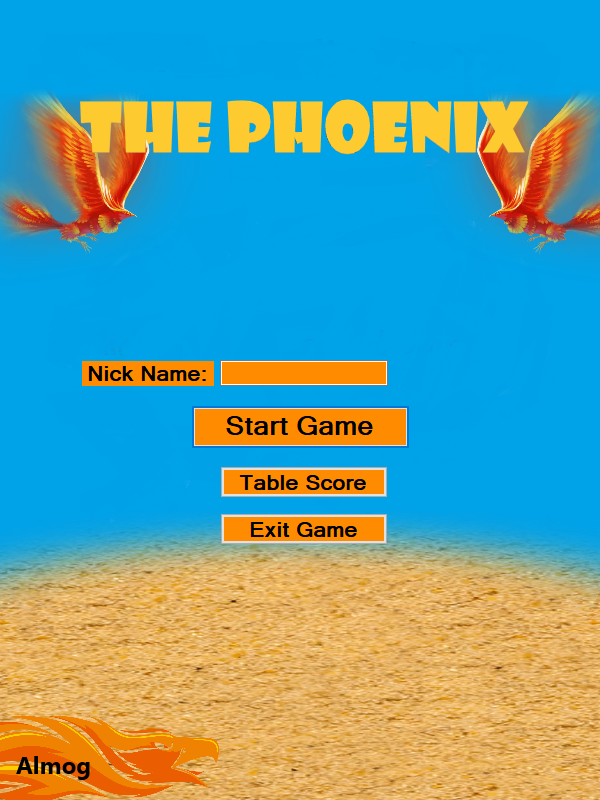 THE PHOENIX
Nick Name:
Start Game
Table Score
Exit Game
Almog